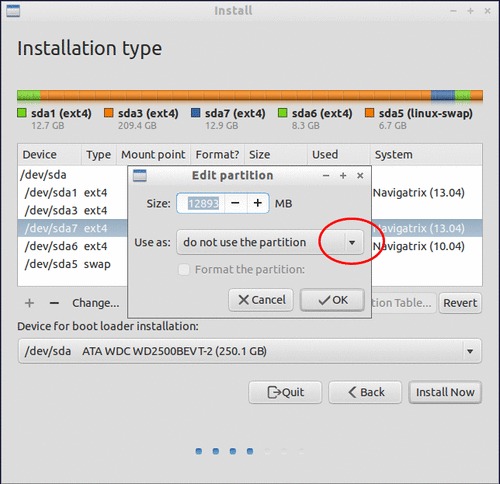 Install
Installation type
sda1 (ext4) sda3 (ext4) sda7 (ext4) sda6 (ext4) sda5 (linux-swap)
12.7 GB 209.4 GB 12.9 GB 8.3 GB 6.7 GB
Device Type Mount point Format? Size Used System
/dev/sda
/dev/sda1 ext4 Navigatrix (13.04)
/dev/sda3 ext4
/dev/sda7 ext4 Navigatrix (13.04)
/dev/sda6 ext4 Navigatrix (10.04)
/dev/sda5 swap
Edit partition
Size: 12893 − + MB
Use as: do not use the partition
Format the partition:
Cancel OK
+ − Change... tion Table... Revert
Device for boot loader installation:
/dev/sda ATA WDC WD2500BEVT-2 (250.1 GB)
Quit Back Install Now